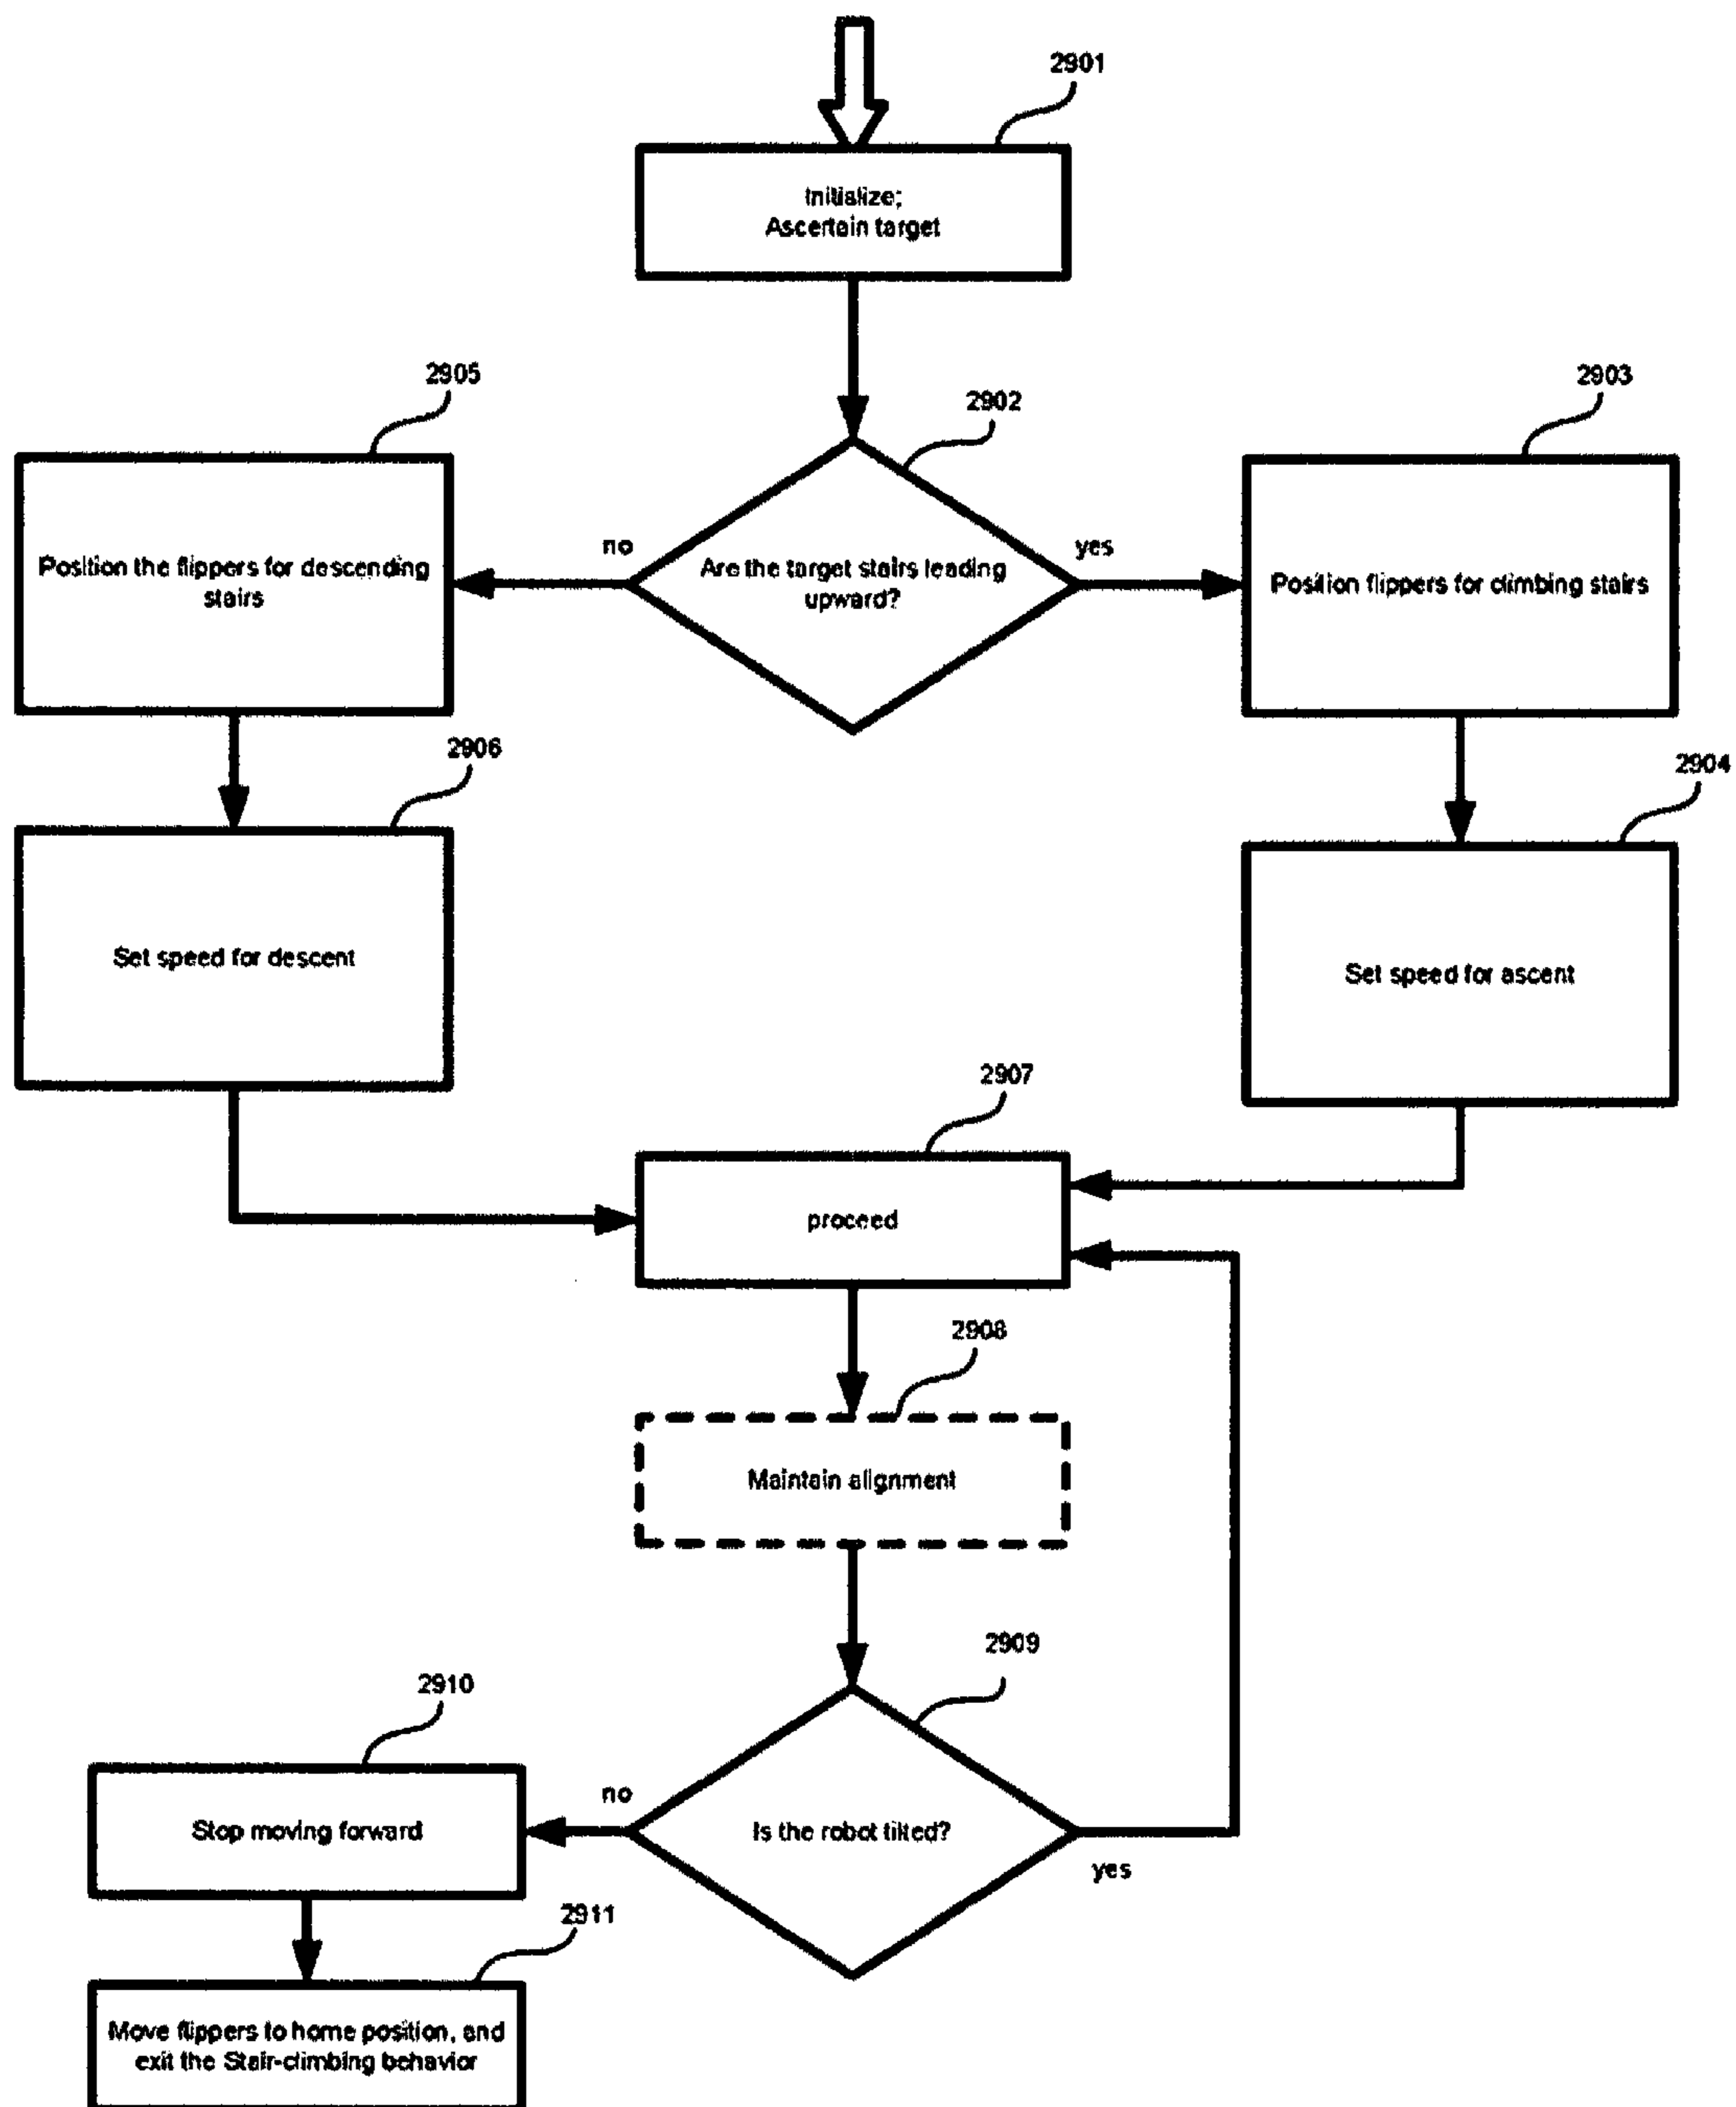 2901
Initialize;
Ascertain target
2905
2902
2903
no
yes
Position the flippers for descending
stairs
Are the target stairs leading
upward?
Position flippers for climbing stairs
2906
2904
Set speed for descent
Set speed for ascent
2907
proceed
2908
Maintain alignment
2909
2910
no
Stop moving forward
Is the robot tilted?
yes
2911
Move flippers to home position, and
exit the Stair-climbing behavior